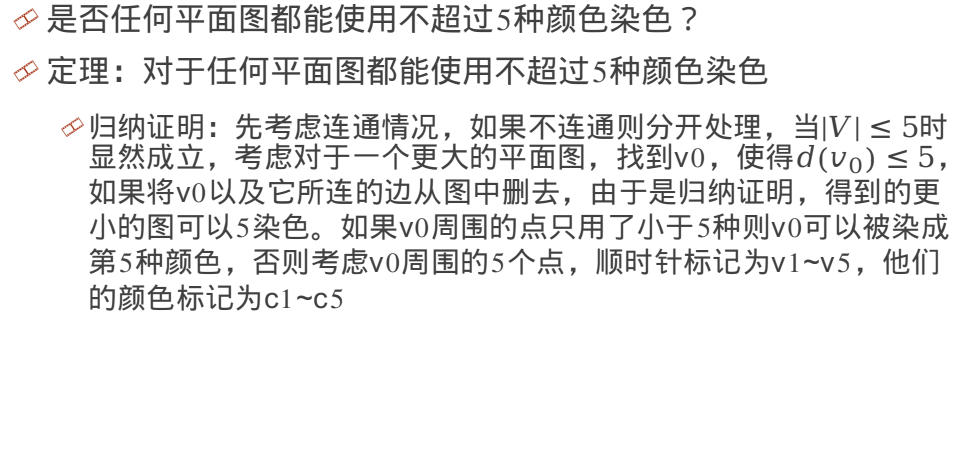 是否任何平面图都能使用不超过5种颜色染色？
定理：对于任何平面图都能使用不超过5种颜色染色
归纳证明：先考虑连通情况，如果不连通则分开处理，当|V| ≤ 5时
显然成立，考虑对于一个更大的平面图，找到v0，使得d(v₀) ≤ 5，
如果将v0以及它所连的边从图中删去，由于是归纳证明，得到的更
小的图可以5染色。如果v0周围的点只用了小于5种则v0可以被染成
第5种颜色，否则考虑v0周围的5个点，顺时针标记为v1~v5，他们
的颜色标记为c1~c5